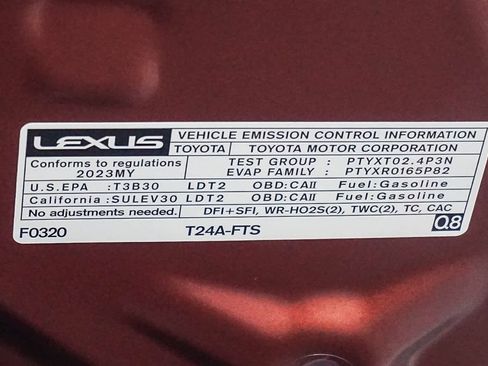 LEXUS VEHICLE EMISSION CONTROL INFORMATION
TOYOTA TOYOTA MOTOR CORPORATION
Conforms to regulations TEST GROUP : PTYXT02.4P3N
2023MY EVAP FAMILY : PTYXR0165P82
U.S.EPA : T3B30 LDT2 OBD:CAII Fuel:Gasoline
California : SULEV30 LDT2 OBD:CAII Fuel:Gasoline
No adjustments needed. DFI+SFI, WR-HO2S(2), TWC(2), TC, CAC
F0320 T24A-FTS Q8